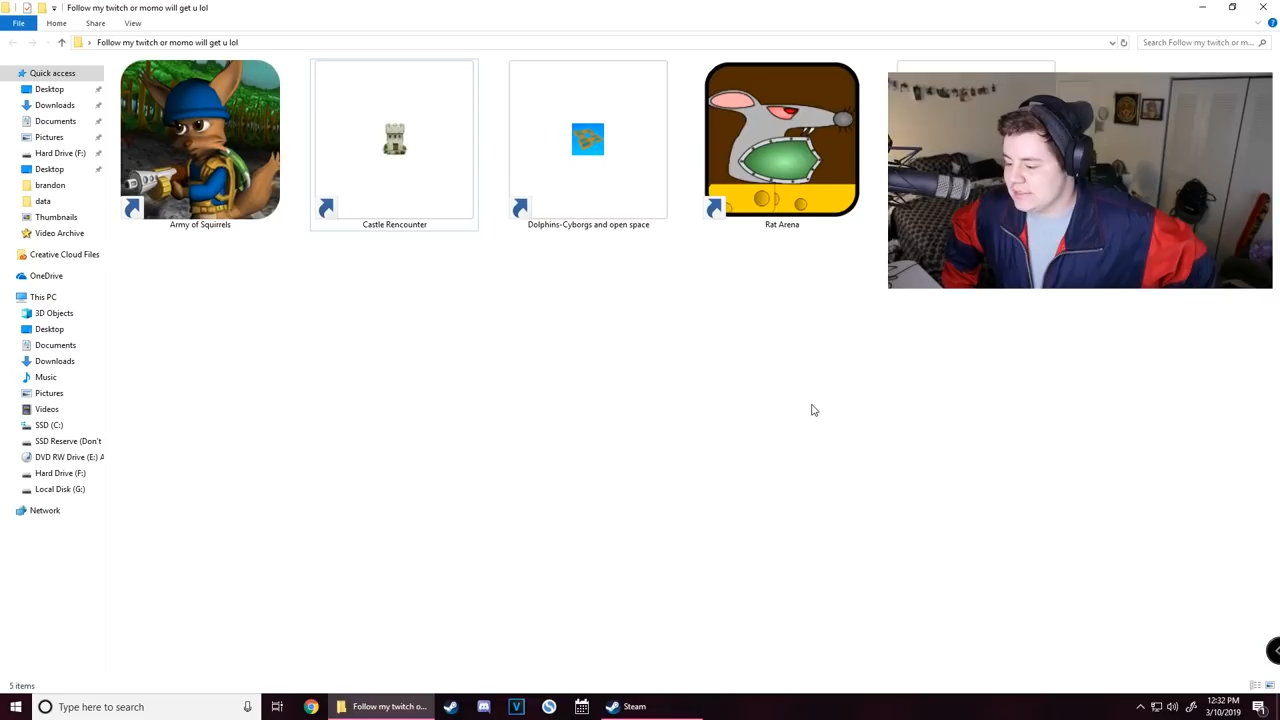 Follow my twitch or momo will get u lol
File Home Share View
Follow my twitch or momo will get u lol
Search Follow my twitch or m...
Quick access
Desktop
Downloads
Documents
Pictures
Hard Drive (F:)
Desktop
brandon
data
Thumbnails
Video Archive
Creative Cloud Files
OneDrive
This PC
3D Objects
Desktop
Documents
Downloads
Music
Pictures
Videos
SSD (C:)
SSD Reserve (Don't
DVD RW Drive (E:) A
Hard Drive (F:)
Local Disk (G:)
Network
Army of Squirrels
Castle Rencounter
Dolphins-Cyborgs and open space
Rat Arena
5 items
Type here to search
Follow my twitch o...
Steam
12:32 PM
3/10/2019